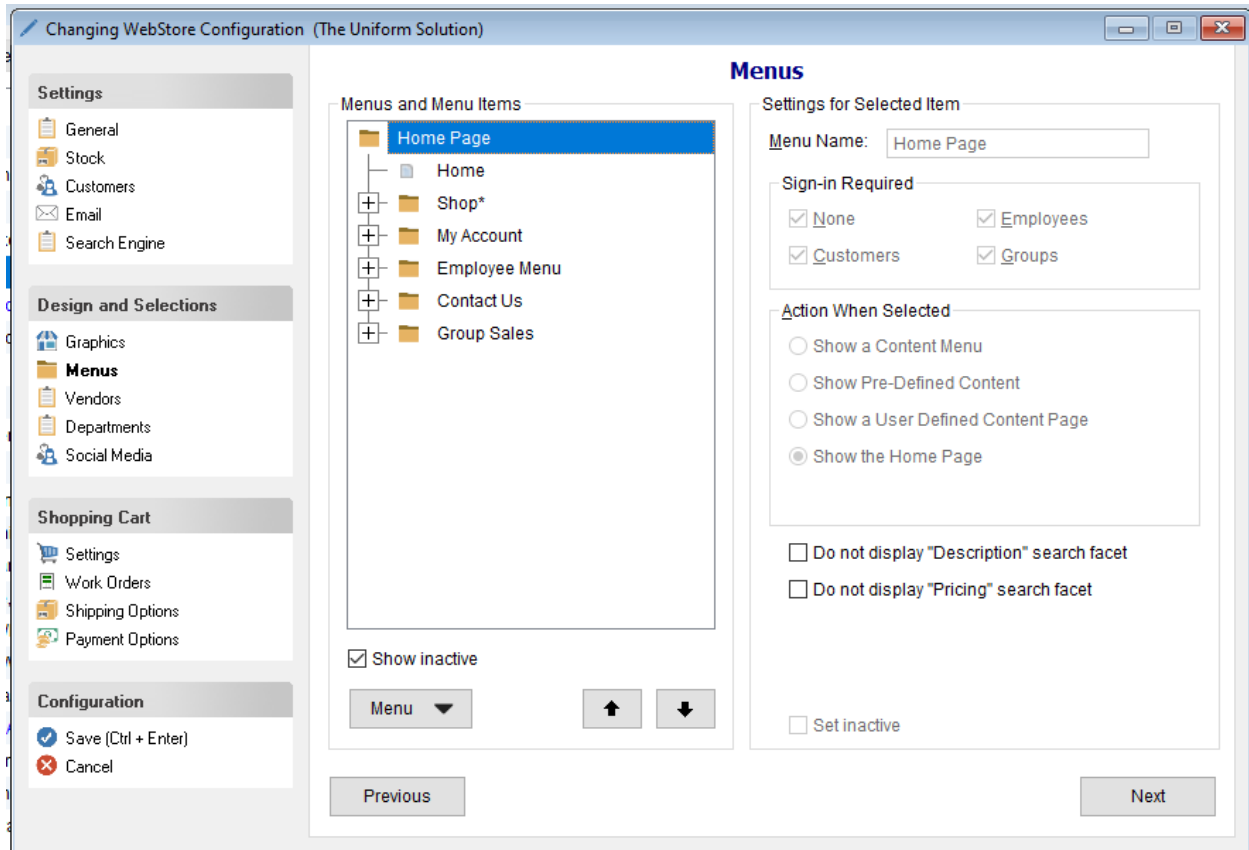 Changing WebStore Configuration (The Uniform Solution)
Settings
General
Stock
Customers
Email
Search Engine
Design and Selections
Graphics
Menus
Vendors
Departments
Social Media
Shopping Cart
Settings
Work Orders
Shipping Options
Payment Options
Configuration
Save (Ctrl + Enter)
Cancel
Menus
Menus and Menu Items
Home Page
Home
Shop*
My Account
Employee Menu
Contact Us
Group Sales
Show inactive
Menu
Previous
Settings for Selected Item
Menu Name: Home Page
Sign-in Required
None Employees
Customers Groups
Action When Selected
Show a Content Menu
Show Pre-Defined Content
Show a User Defined Content Page
Show the Home Page
Do not display "Description" search facet
Do not display "Pricing" search facet
Set inactive
Next